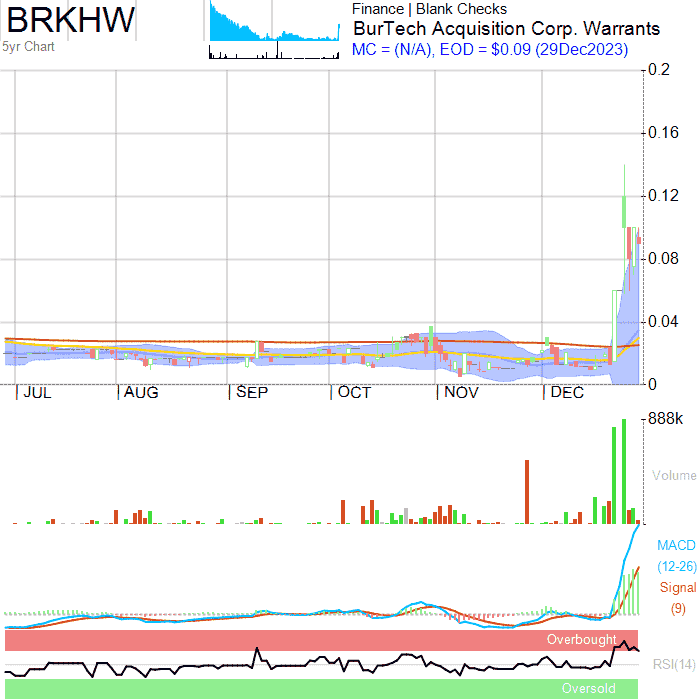 BRKHW
5yr Chart
Finance | Blank Checks
BurTech Acquisition Corp. Warrants
MC = (N/A), EOD = $0.09 (29Dec2023)
0.2
0.16
0.12
0.08
0.04
0
JUL AUG SEP OCT NOV DEC
888k
Volume
MACD
(12-26)
Signal
(9)
Overbought
RSI(14)
Oversold